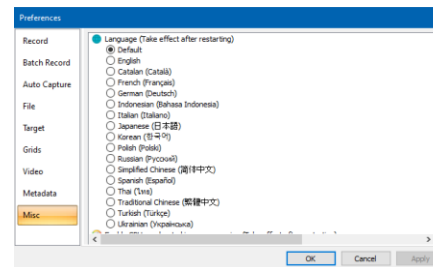 Preferences
Record
Batch Record
Auto Capture
File
Target
Grids
Video
Metadata
Misc
Language (Take effect after restarting)
Default
English
Catalan (Català)
French (Français)
German (Deutsch)
Indonesian (Bahasa Indonesia)
Italian (Italiano)
Japanese (日本語)
Korean (한국어)
Polish (Polski)
Russian (Русский)
Simplified Chinese (简体中文)
Spanish (Español)
Thai (ไทย)
Traditional Chinese (繁體中文)
Turkish (Türkçe)
Ukrainian (Українська)
OK
Cancel
Apply